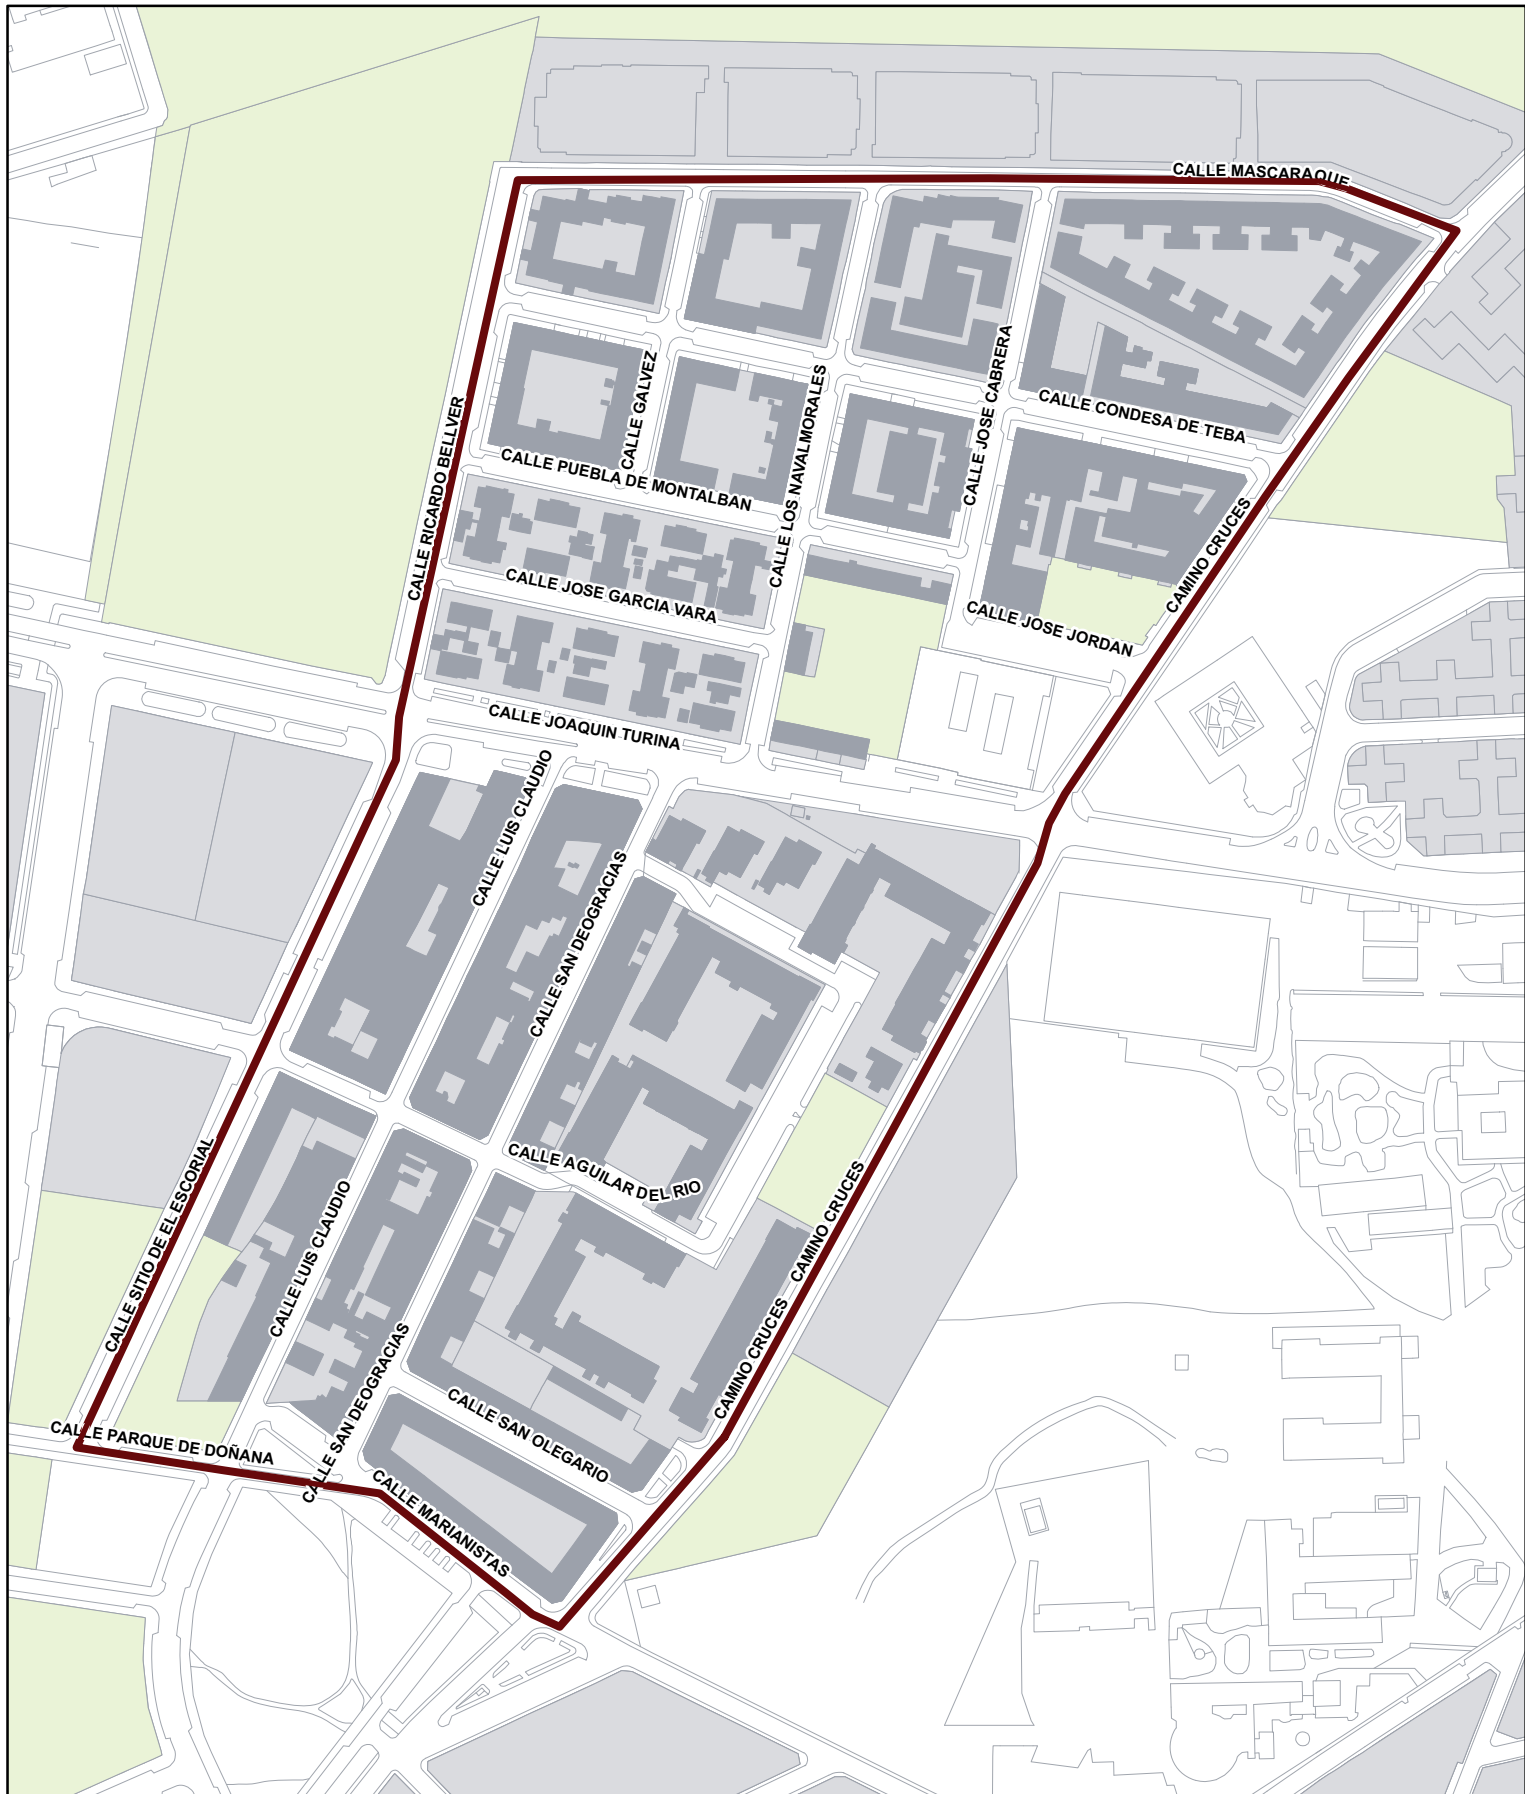 CALLE MASCARAQUE
CALLE JOSE CABRERA
CALLE GALVEZ
CALLE LOS NAVALMORALES
CALLE CONDESA DE TEBA
CALLE RICARDO BELLVER
CALLE PUEBLA DE MONTALBAN
CAMINO CRUCES
CALLE JOSE GARCIA VARA
CALLE JOSE JORDAN
CALLE JOAQUIN TURINA
CALLE LUIS CLAUDIO
CALLE SAN DEOGRACIAS
CALLE AGUILAR DEL RIO
CALLE SITIO DE EL ESCORIAL
CAMINO CRUCES
CALLE LUIS CLAUDIO
CAMINO CRUCES
CALLE SAN DEOGRACIAS
CALLE SAN OLEGARIO
CALLE PARQUE DE DOÑANA
CALLE MARIANISTAS